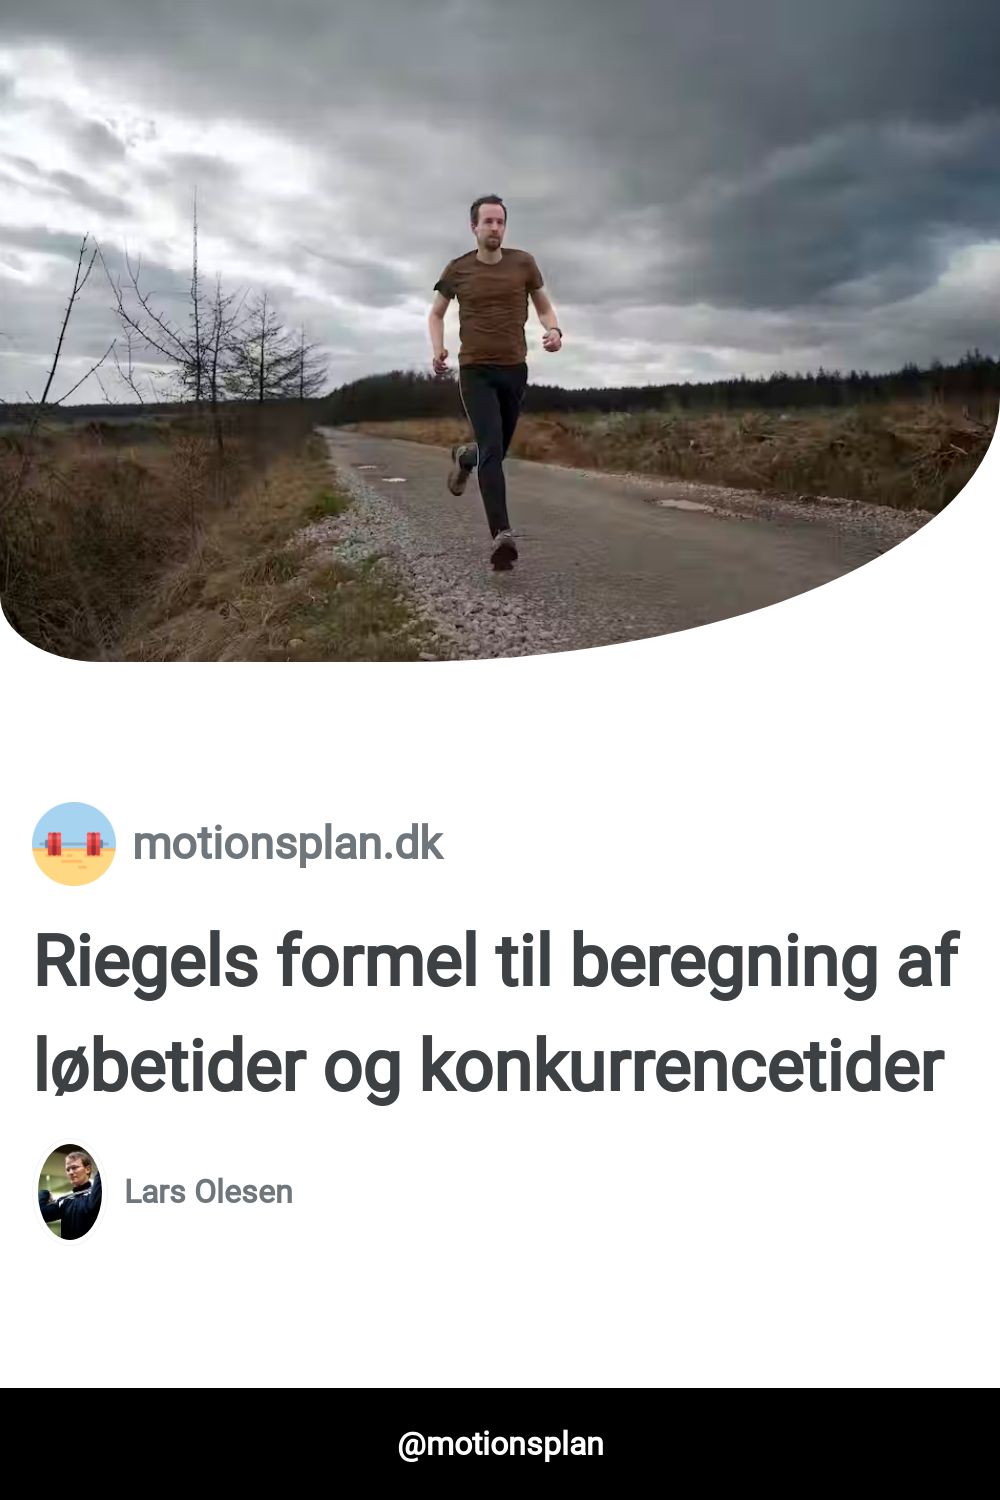 motionsplan.dk
Riegels formel til beregning af
løbetider og konkurrencetider
Lars Olesen
@motionsplan